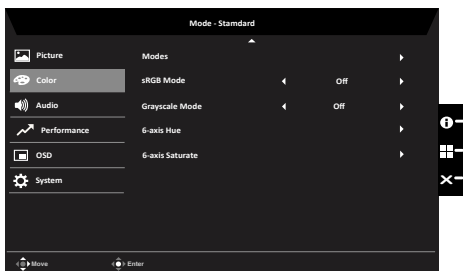 Mode - Stamdard
Picture
Modes
Color
sRGB Mode Off
Audio
Grayscale Mode Off
Performance
6-axis Hue
OSD
6-axis Saturate
System
Move Enter